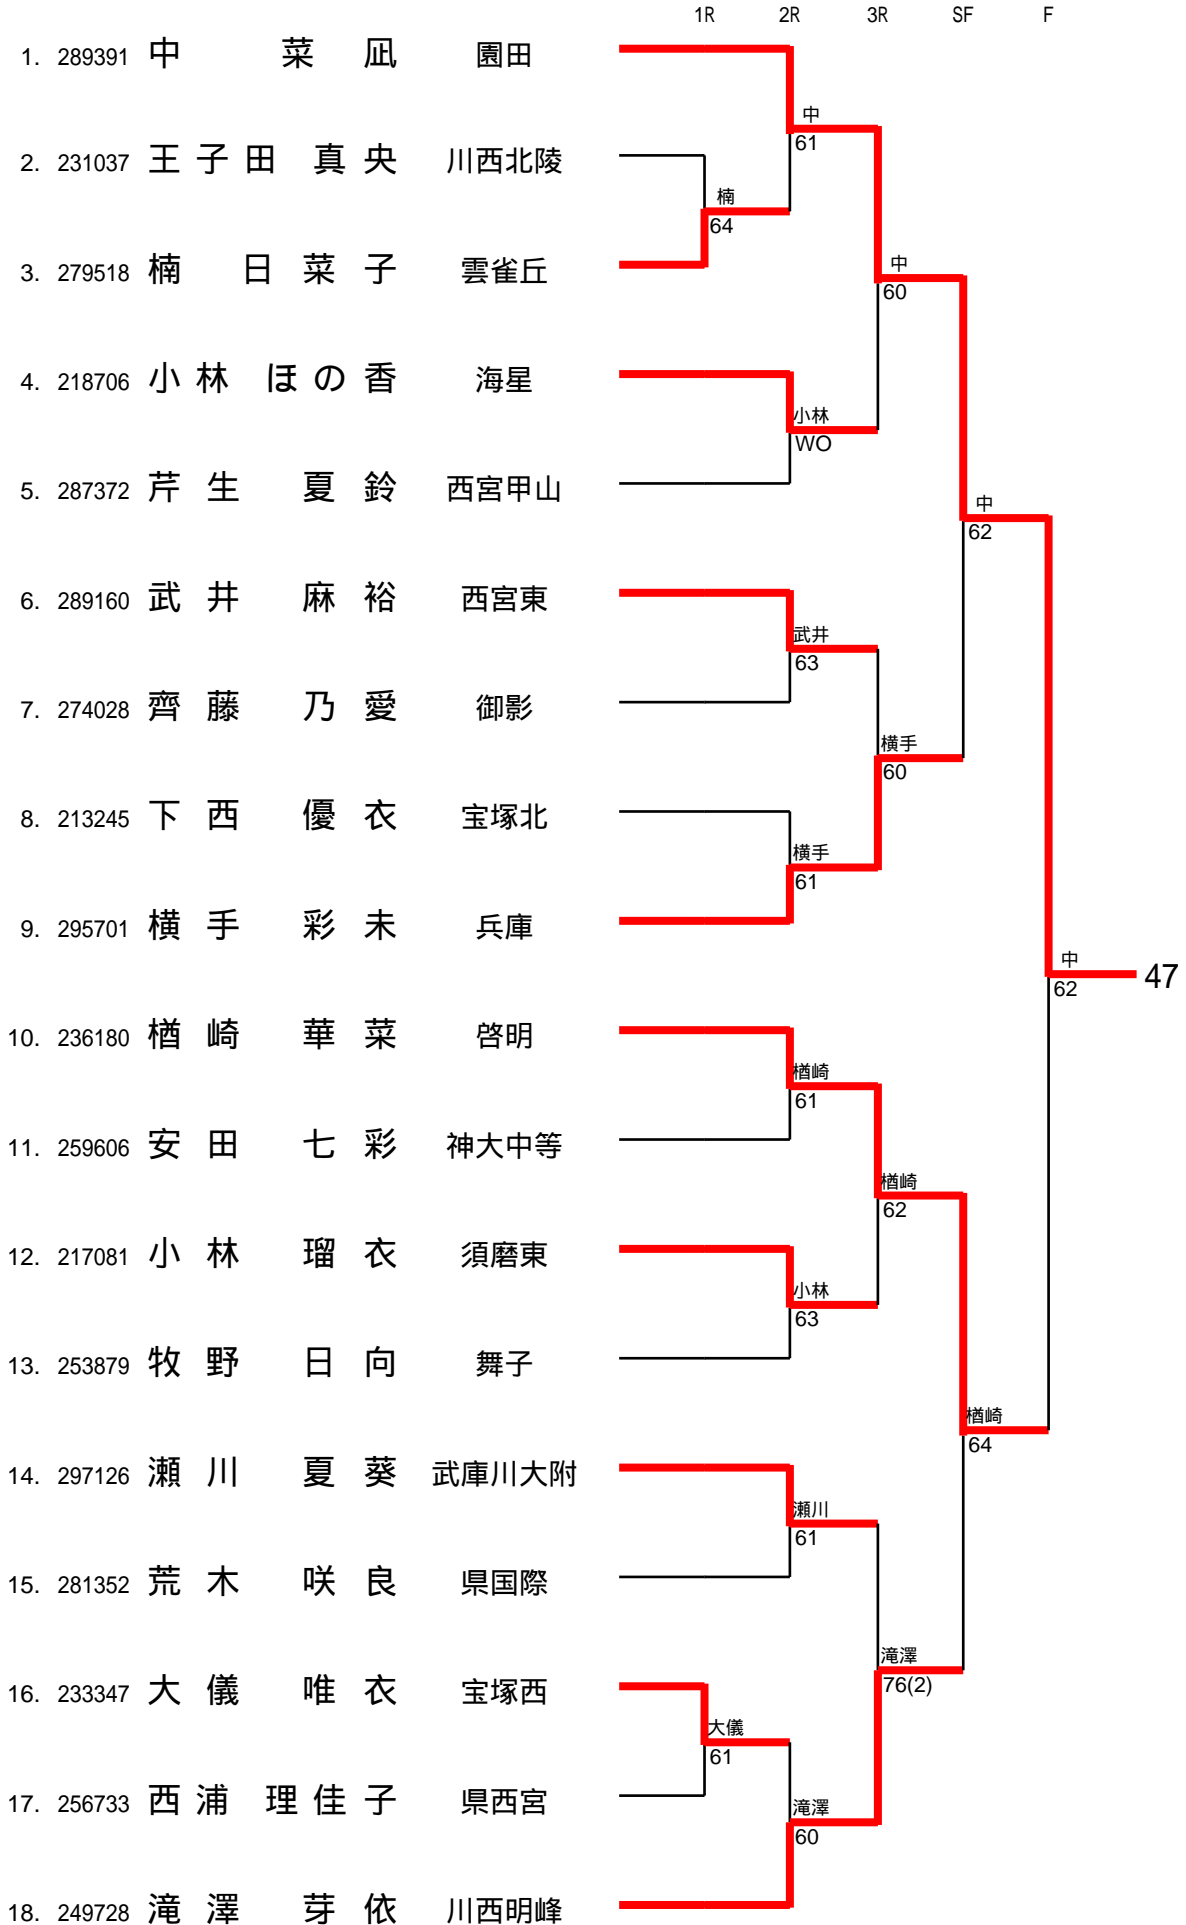 1R 2R 3R SF F
1. 289391 中 菜 凪 園田
中
61
2. 231037 王 子 田 真 央 川西北陵
楠
64
3. 279518 楠 日 菜 子 雲雀丘
中
60
4. 218706 小 林 ほ の 香 海星
小林
WO
5. 287372 芹 生 夏 鈴 西宮甲山
中
62
6. 289160 武 井 麻 裕 西宮東
武井
63
7. 274028 齊 藤 乃 愛 御影
横手
60
8. 213245 下 西 優 衣 宝塚北
横手
61
9. 295701 横 手 彩 未 兵庫
中
62
47
10. 236180 楢 崎 華 菜 啓明
楢崎
61
11. 259606 安 田 七 彩 神大中等
楢崎
62
12. 217081 小 林 瑠 衣 須磨東
小林
63
13. 253879 牧 野 日 向 舞子
楢崎
64
14. 297126 瀬 川 夏 葵 武庫川大附
瀬川
61
15. 281352 荒 木 咲 良 県国際
滝澤
76(2)
16. 233347 大 儀 唯 衣 宝塚西
大儀
61
17. 256733 西 浦 理 佳 子 県西宮
滝澤
60
18. 249728 滝 澤 芽 依 川西明峰